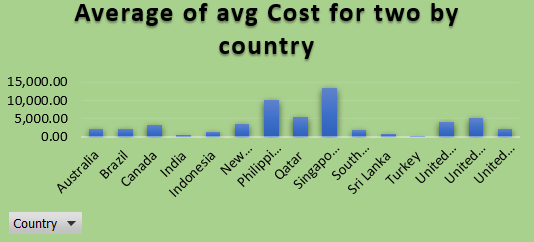 Average of avg Cost for two by
country
15,000.00
10,000.00
5,000.00
0.00
Australia
Brazil
Canada
India
Indonesia
New...
Philippi...
Qatar
Singapo...
South...
Sri Lanka
Turkey
United...
United...
United...
Country